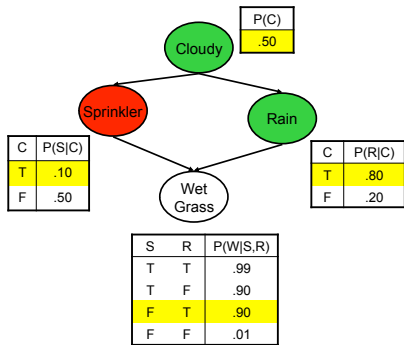 P(C)
.50
Cloudy
Sprinkler
Rain
C P(S|C)
T .10
F .50
C P(R|C)
T .80
F .20
Wet
Grass
S R P(W|S,R)
T T .99
T F .90
F T .90
F F .01